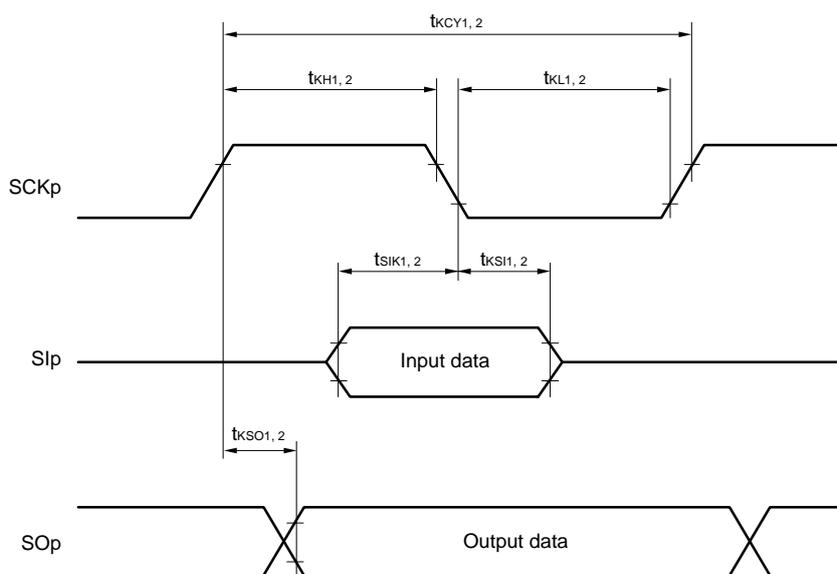 tKCY1, 2
tKH1, 2
tKL1, 2
SCKp
tSIK1, 2
tKSI1, 2
SIp
Input data
tKSO1, 2
SOp
Output data